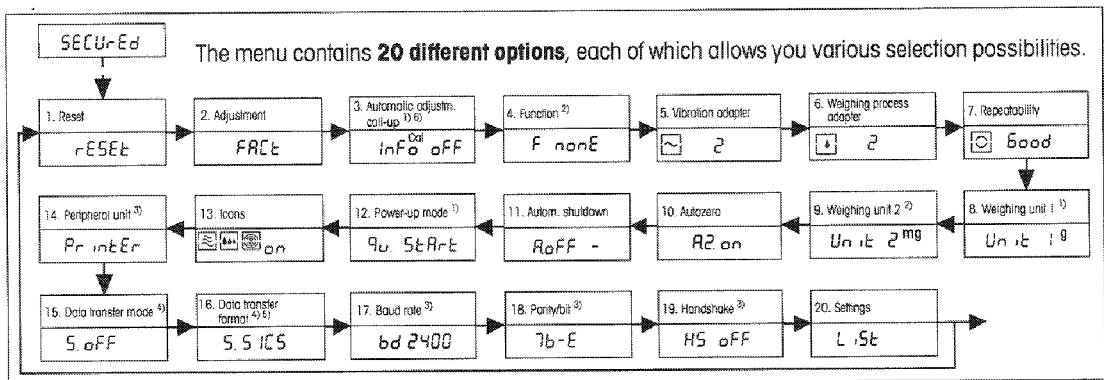 SECUrEd
The menu contains 20 different options, each of which allows you various selection possibilities.
1. Reset
rESEt
2. Adjustment
FACt
3. Automatic adjustm.
call-up 1) 6)
Cal
inFo oFF
4. Function 2)
F nonE
5. Vibration adapter
2
6. Weighing process
adapter
2
7. Repeatability
Good
14. Peripheral unit 3)
PrintEr
13. Icons
on
12. Power-up mode 1)
qu. StArt
11. Autom. shutdown
A.oFF -
10. Autozero
AZ on
9. Weighing unit 2 2)
Unit 2 mg
8. Weighing unit 1 1)
Unit 1 g
15. Data transfer mode 4)
S. oFF
16. Data transfer
format 4) 5)
S. SICS
17. Baud rate 3)
bd 2400
18. Parity/bit 3)
7b-E
19. Handshake 3)
HS oFF
20. Settings
LiSt